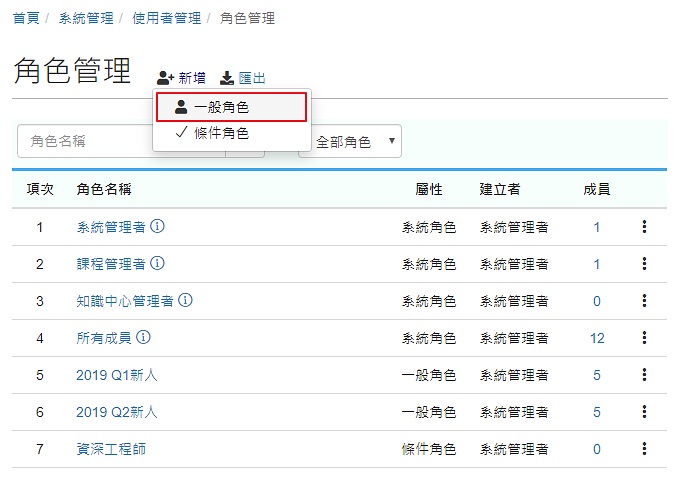 首頁 / 系統管理 / 使用者管理 / 角色管理
角色管理 新增 匯出
一般角色
條件角色
角色名稱 全部角色
項次 角色名稱 屬性 建立者 成員
1 系統管理者 系統角色 系統管理者 1
2 課程管理者 系統角色 系統管理者 1
3 知識中心管理者 系統角色 系統管理者 0
4 所有成員 系統角色 系統管理者 12
5 2019 Q1新人 一般角色 系統管理者 5
6 2019 Q2新人 一般角色 系統管理者 5
7 資深工程師 條件角色 系統管理者 0